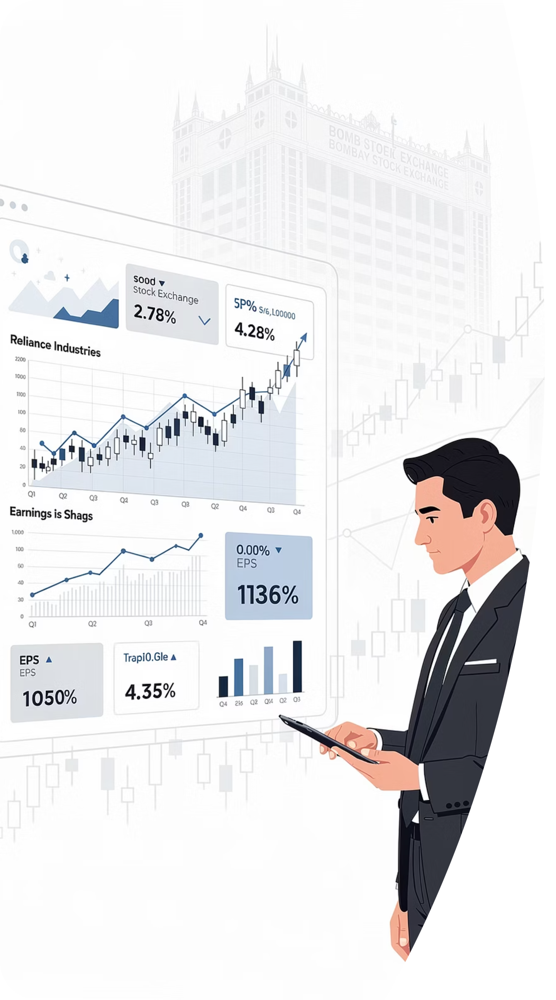 BOMB STOEK EXCHANGE
BOMBAY STOCK EXCHANGE
sood ▼
Stock Exchange
2.78%
5P% S/6,L00000
4.28%
Reliance Industries
2200
1000
1100
100
60
40
20
0
Q1 Q2 Q3 Q2 Q3 Q3 Q2 Q4 Q3 Q4
Earnings is Shags
1,000
100
60
40
30
0
Q1 Q2 Q3 Q4
0.00% ▼
EPS
1136%
EPS ▲
EPS
1050%
Trapi0.Gle ▲
4.35%
Q4 Q2 Q2 Q3